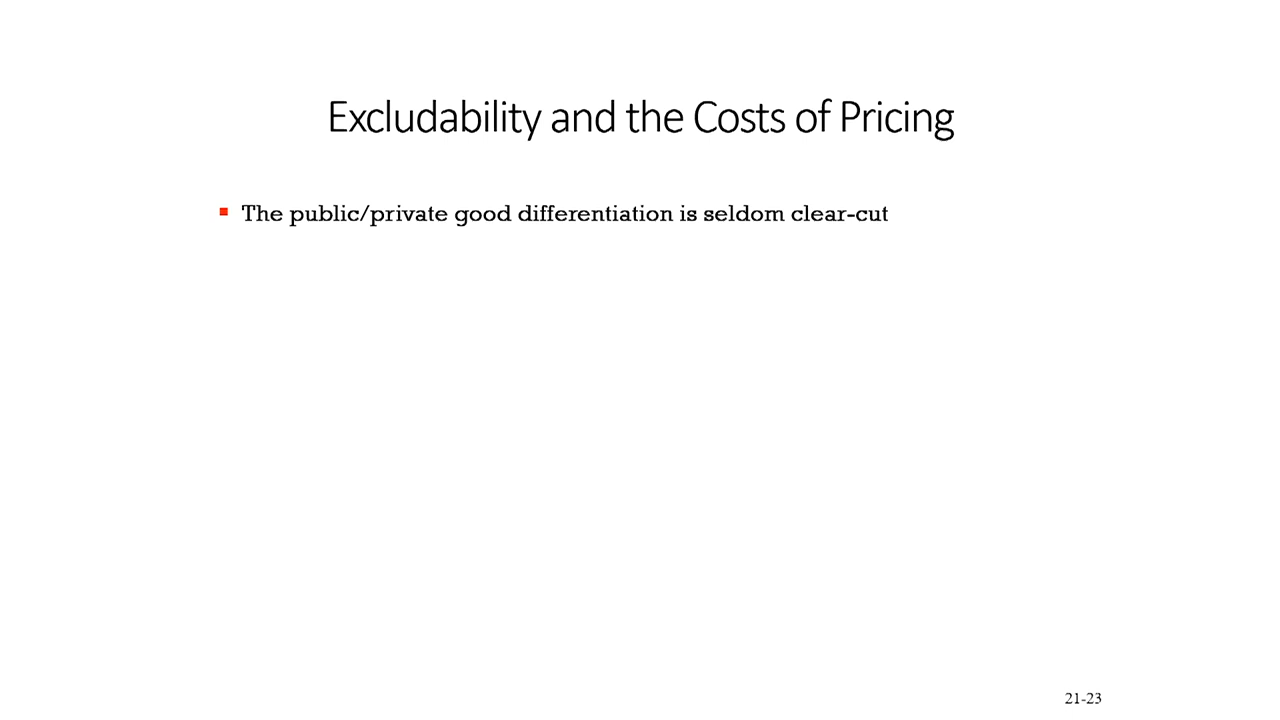 Excludability and the Costs of Pricing
▪ The public/private good differentiation is seldom clear-cut
21-23